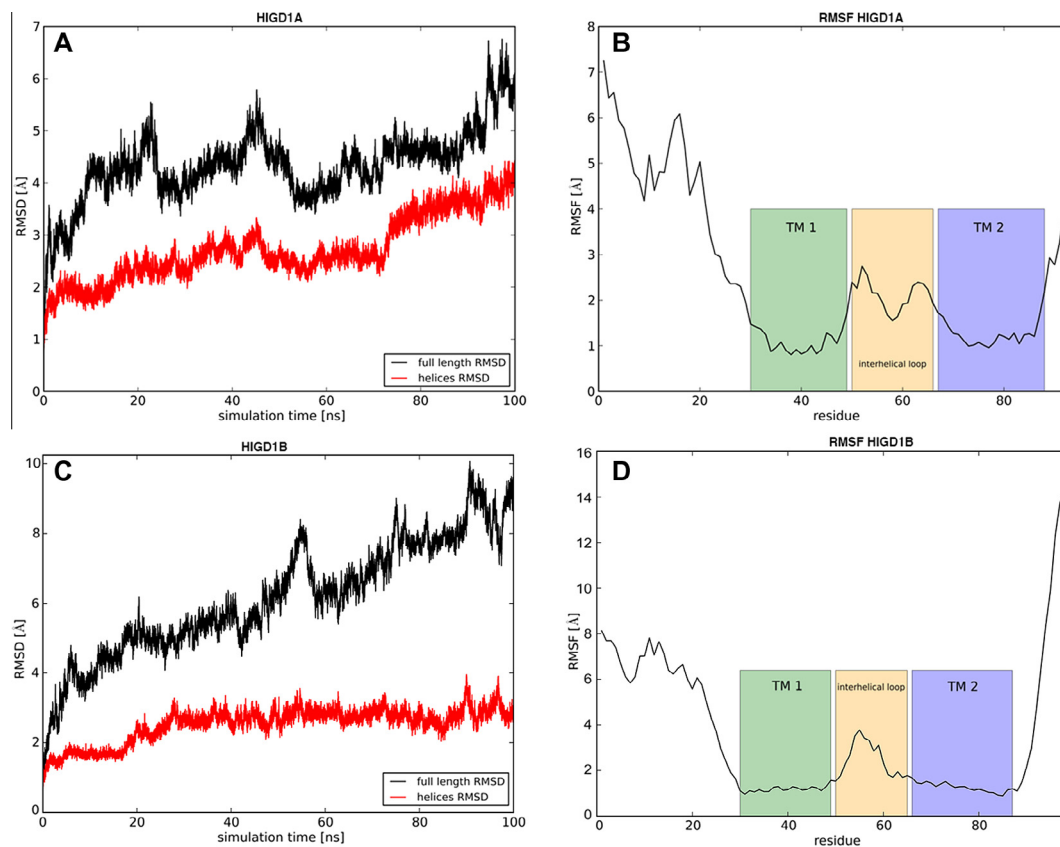 HIGD1A
A
7
6
5
4
3
2
1
0
RMSD [Å]
full length RMSD
helices RMSD
0 20 40 60 80 100
simulation time [ns]
RMSF HIGD1A
B
8
7
6
5
4
3
2
1
0
RMSF [Å]
TM 1
TM 2
interhelical loop
0 20 40 60 80
residue
HIGD1B
C
10
8
6
4
2
0
RMSD [Å]
full length RMSD
helices RMSD
0 20 40 60 80 100
simulation time [ns]
RMSF HIGD1B
D
16
14
12
10
8
6
4
2
0
RMSF [Å]
TM 1
interhelical loop
TM 2
0 20 40 60 80
residue